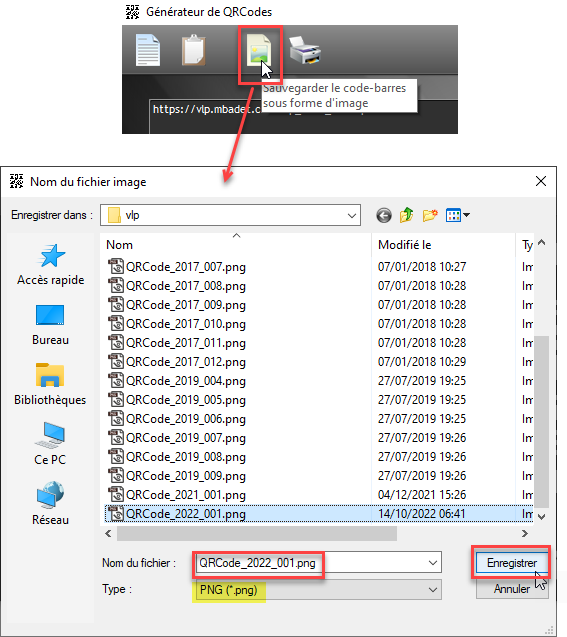 Générateur de QRCodes
Sauvegarder le code-barres
sous forme d'image
https://vlp.mbadet.c
Nom du fichier image
Enregistrer dans :
vlp
Nom
Modifié le
Ty
QRCode_2017_007.png 07/01/2018 10:27 Im
QRCode_2017_008.png 07/01/2018 10:28 Im
QRCode_2017_009.png 07/01/2018 10:28 Im
QRCode_2017_010.png 07/01/2018 10:28 Im
QRCode_2017_011.png 07/01/2018 10:28 Im
QRCode_2017_012.png 07/01/2018 10:29 Im
QRCode_2019_004.png 27/07/2019 19:25 Im
QRCode_2019_005.png 27/07/2019 19:25 Im
QRCode_2019_006.png 27/07/2019 19:25 Im
QRCode_2019_007.png 27/07/2019 19:26 Im
QRCode_2019_008.png 27/07/2019 19:26 Im
QRCode_2019_009.png 27/07/2019 19:26 Im
QRCode_2021_001.png 04/12/2021 15:26 Im
QRCode_2022_001.png 14/10/2022 06:41 Im
Accès rapide
Bureau
Bibliothèques
Ce PC
Réseau
Nom du fichier :
QRCode_2022_001.png
Enregistrer
Type :
PNG (*.png)
Annuler